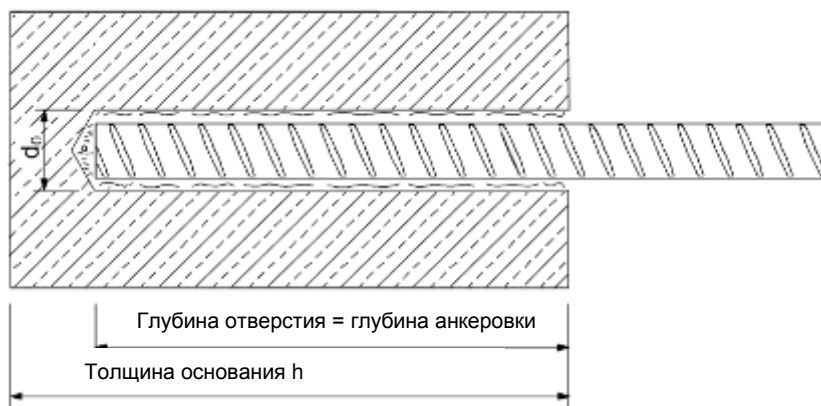 d₀
Глубина отверстия = глубина анкеровки
Толщина основания h